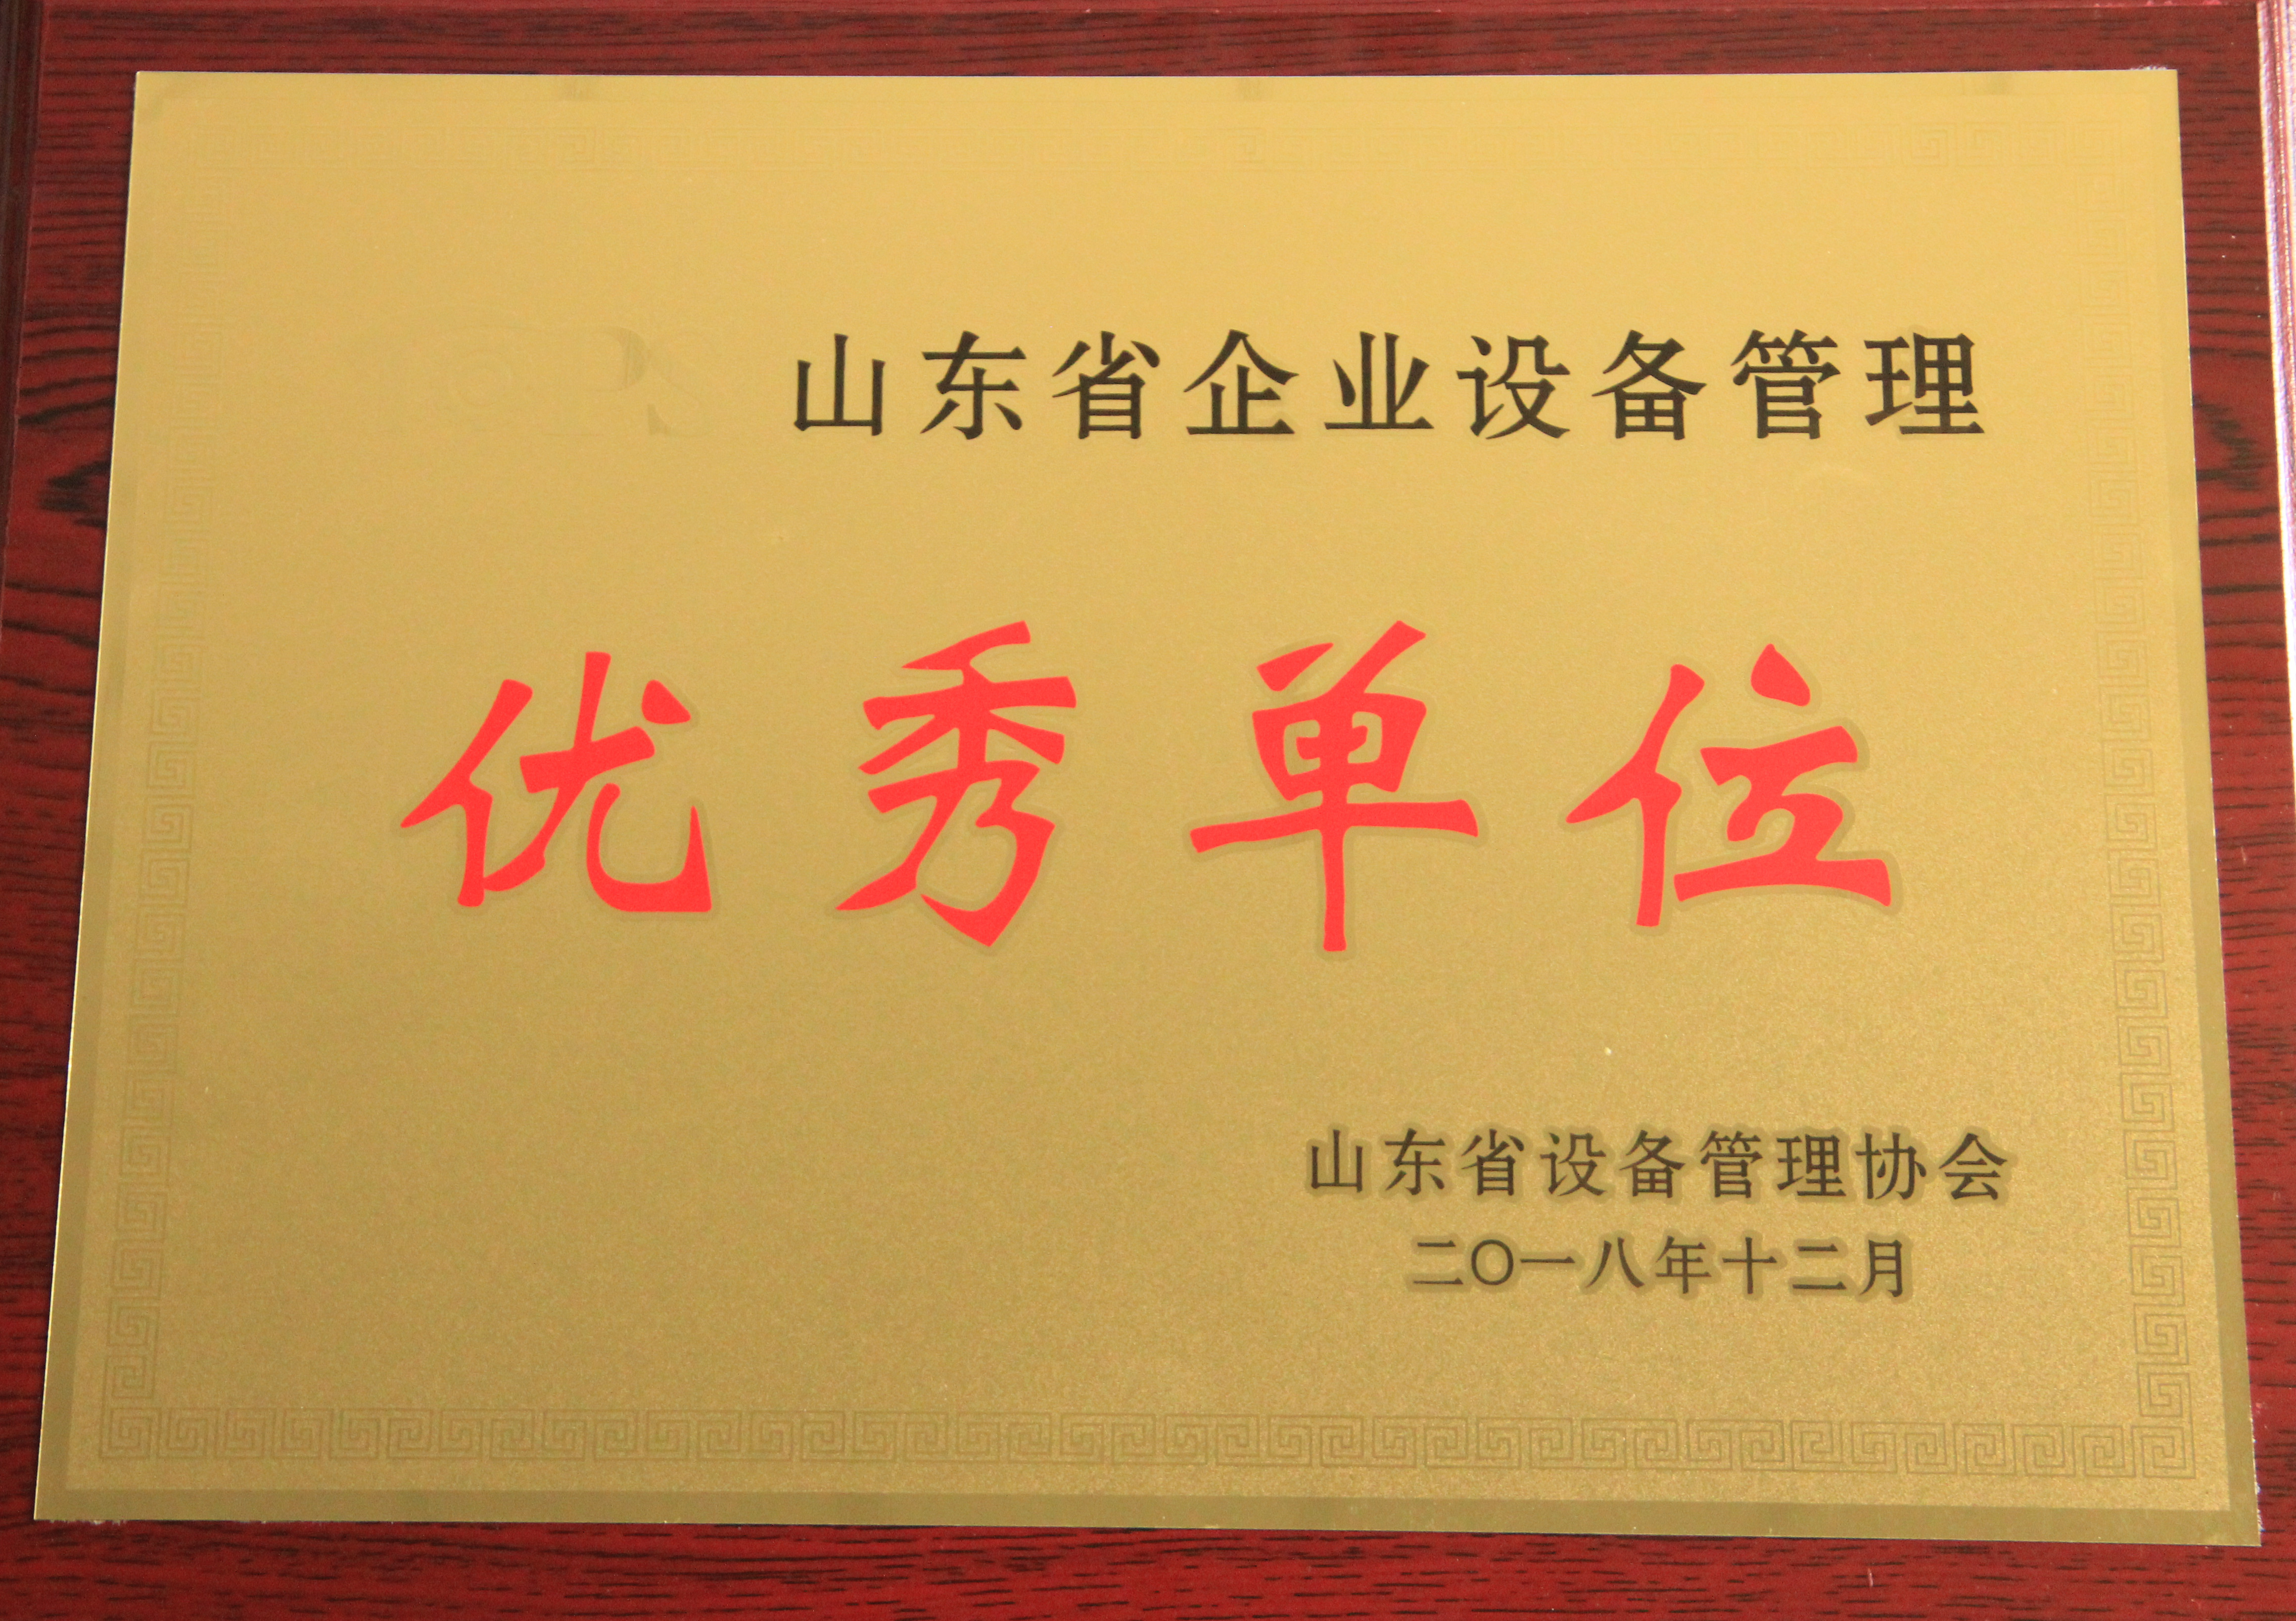 山东省企业设备管理
优秀单位
山东省设备管理协会
二〇一八年十二月